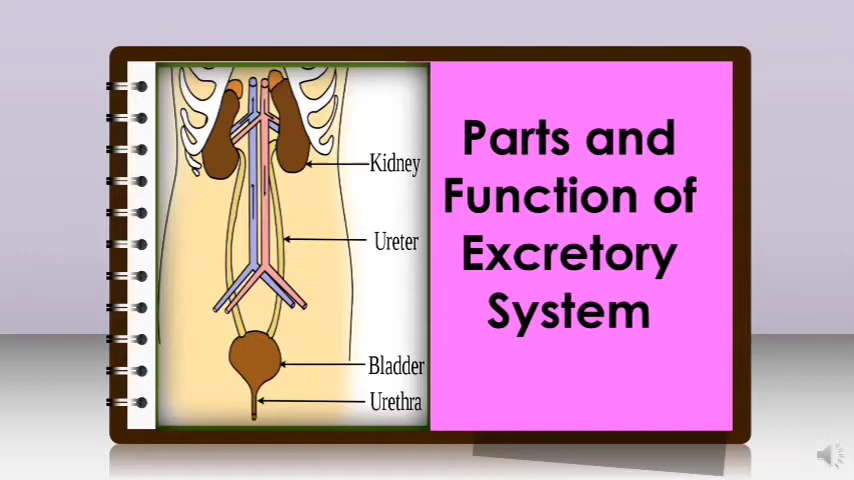 Kidney
Ureter
Bladder
Urethra
Parts and
Function of
Excretory
System